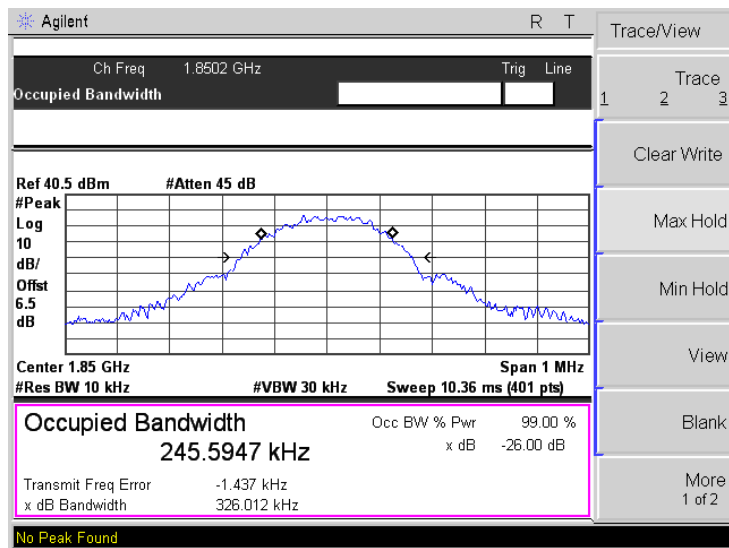 Agilent R T
Trace/View
Ch Freq 1.8502 GHz Trig Line
Occupied Bandwidth
Trace
1 2 3
Clear Write
Max Hold
Min Hold
View
Blank
More
1 of 2
Ref 40.5 dBm #Atten 45 dB
#Peak
Log
10
dB/
Offst
6.5
dB
Center 1.85 GHz Span 1 MHz
#Res BW 10 kHz #VBW 30 kHz Sweep 10.36 ms (401 pts)
Occupied Bandwidth Occ BW % Pwr 99.00 %
245.5947 kHz x dB -26.00 dB
Transmit Freq Error -1.437 kHz
x dB Bandwidth 326.012 kHz
No Peak Found